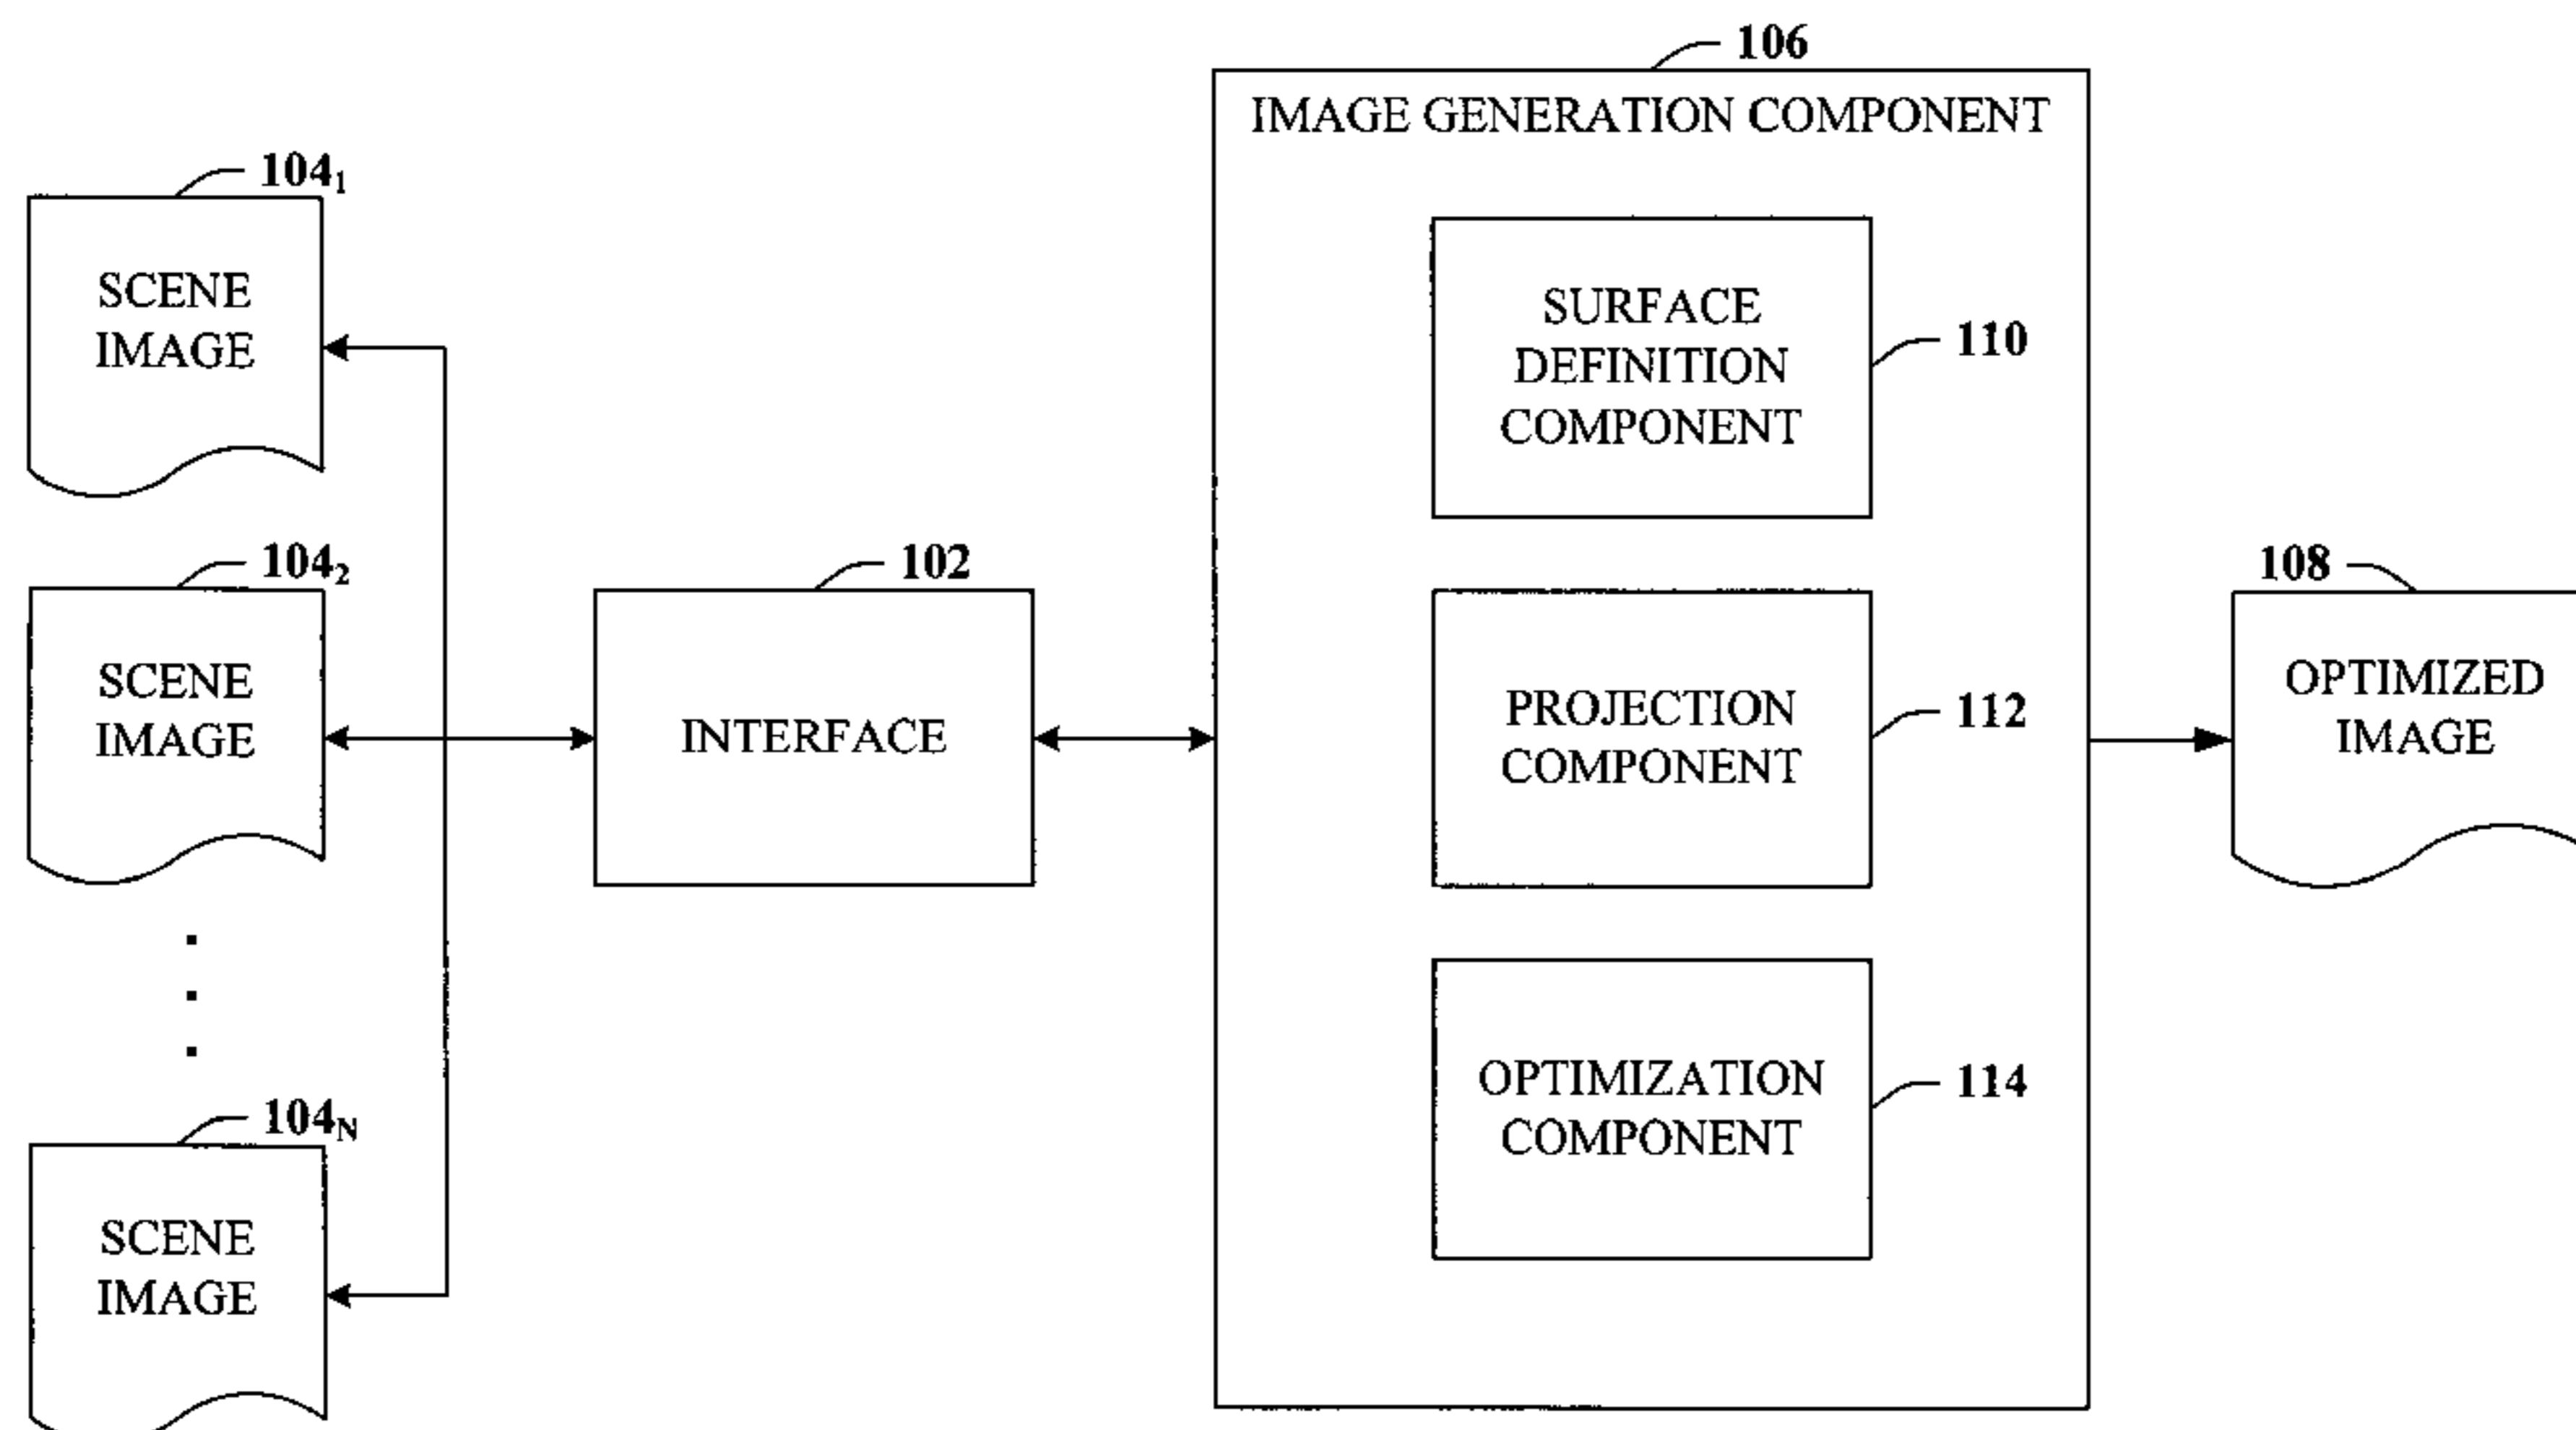 106
IMAGE GENERATION COMPONENT
104₁
SCENE
IMAGE
SURFACE
DEFINITION
COMPONENT
110
104₂
SCENE
IMAGE
102
INTERFACE
PROJECTION
COMPONENT
112
108
OPTIMIZED
IMAGE
OPTIMIZATION
COMPONENT
114
104ₙ
SCENE
IMAGE